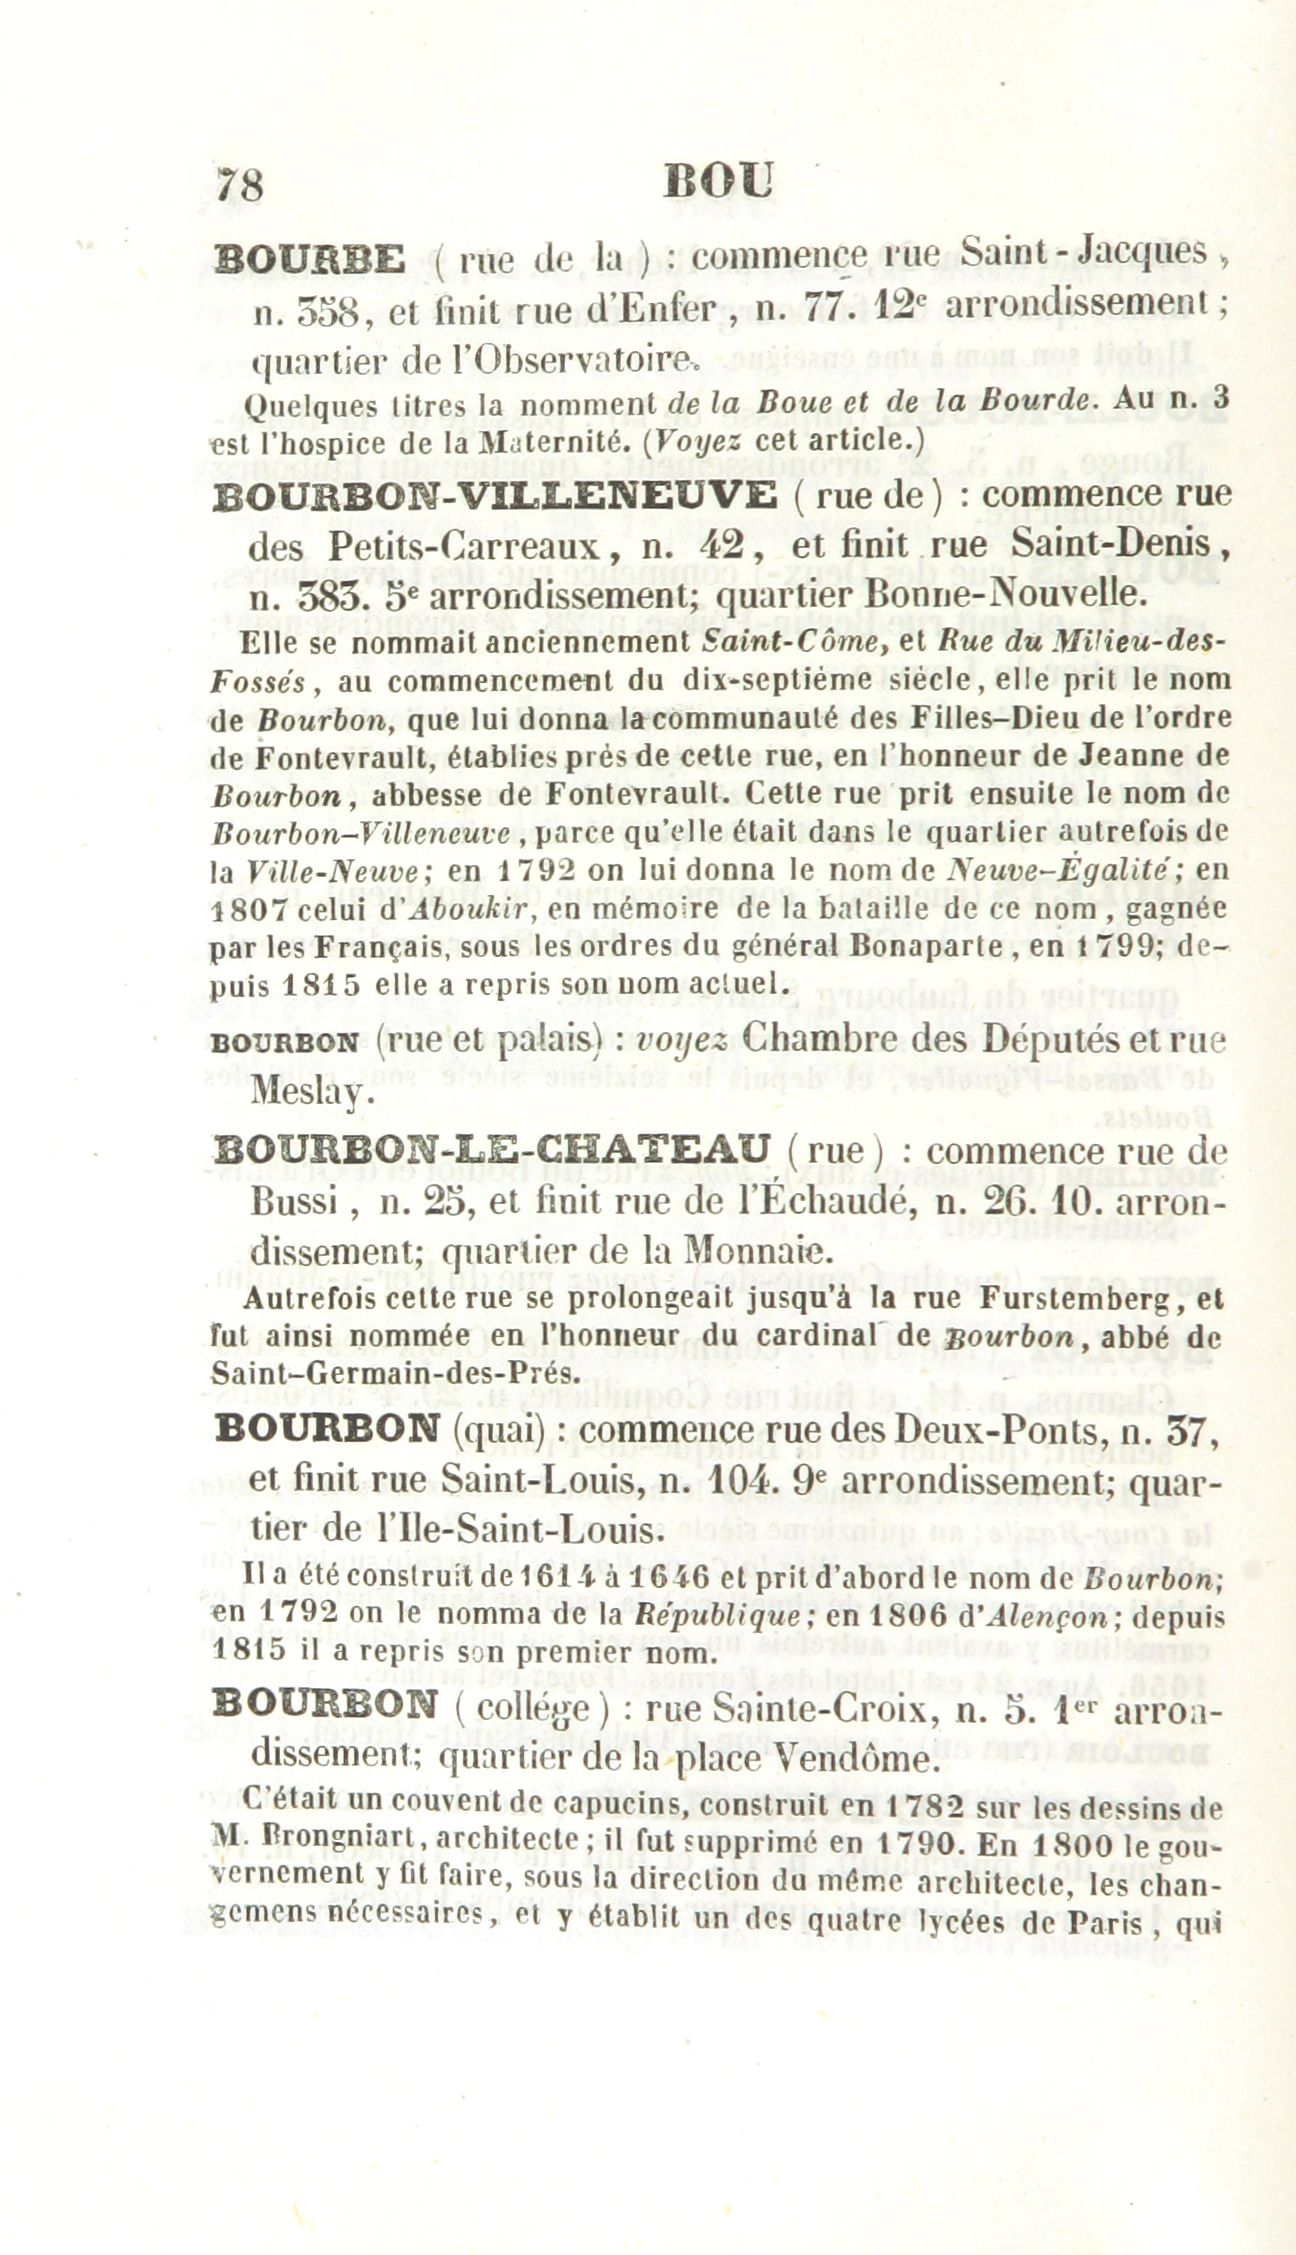 78 BOU
BOURBE ( rue de la ) : commence rue Saint-Jacques ,
n. 358, et finit rue d'Enfer , n. 77. 12e arrondissement ;
quartier de l'Observatoire.
Quelques titres la nomment de la Boue et de la Bourde. Au n. 3
est l'hospice de la Maternité. (Voyez cet article.)
BOURBON-VILLENEUVE ( rue de ) : commence rue
des Petits-Carreaux, n. 42, et finit rue Saint-Denis,
n. 383. 5e arrondissement; quartier Bonne-Nouvelle.
Elle se nommait anciennement Saint-Côme, et Rue du Milieu-des-
Fossés, au commencement du dix-septième siècle, elle prit le nom
de Bourbon, que lui donna la communauté des Filles-Dieu de l'ordre
de Fontevrault, établies près de cette rue, en l'honneur de Jeanne de
Bourbon, abbesse de Fontevrault. Cette rue prit ensuite le nom de
Bourbon-Villeneuve, parce qu'elle était dans le quartier autrefois de
la Ville-Neuve; en 1792 on lui donna le nom de Neuve-Égalité; en
1807 celui d'Aboukir, en mémoire de la bataille de ce nom, gagnée
par les Français, sous les ordres du général Bonaparte, en 1799; de-
puis 1815 elle a repris son nom actuel.
BOURBON (rue et palais) : voyez Chambre des Députés et rue
Meslay.
BOURBON-LE-CHATEAU ( rue ) : commence rue de
Bussi , n. 25, et finit rue de l'Échaudé, n. 26. 10. arron-
dissement; quartier de la Monnaie.
Autrefois cette rue se prolongeait jusqu'à la rue Furstemberg, et
fut ainsi nommée en l'honneur du cardinal de Bourbon, abbé de
Saint-Germain-des-Prés.
BOURBON (quai) : commence rue des Deux-Ponts, n. 37,
et finit rue Saint-Louis, n. 104. 9e arrondissement; quar-
tier de l'Ile-Saint-Louis.
Il a été construit de 1614 à 1646 et prit d'abord le nom de Bourbon;
en 1792 on le nomma de la République; en 1806 d'Alençon; depuis
1815 il a repris son premier nom.
BOURBON ( collége ) : rue Sainte-Croix, n. 5. 1er arron-
dissement; quartier de la place Vendôme.
C'était un couvent de capucins, construit en 1782 sur les dessins de
M. Brongniart, architecte; il fut supprimé en 1790. En 1800 le gou-
vernement y fit faire, sous la direction du même architecte, les chan-
gemens nécessaires, et y établit un des quatre lycées de Paris, qui